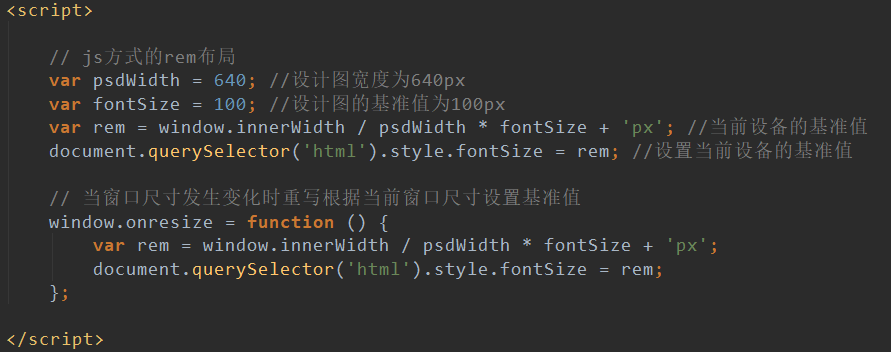 <script>
// js方式的rem布局
var psdWidth = 640; //设计图宽度为640px
var fontSize = 100; //设计图的基准值为100px
var rem = window.innerWidth / psdWidth * fontSize + 'px'; //当前设备的基准值
document.querySelector('html').style.fontSize = rem; //设置当前设备的基准值
// 当窗口尺寸发生变化时重写根据当前窗口尺寸设置基准值
window.onresize = function () {
var rem = window.innerWidth / psdWidth * fontSize + 'px';
document.querySelector('html').style.fontSize = rem;
};
</script>